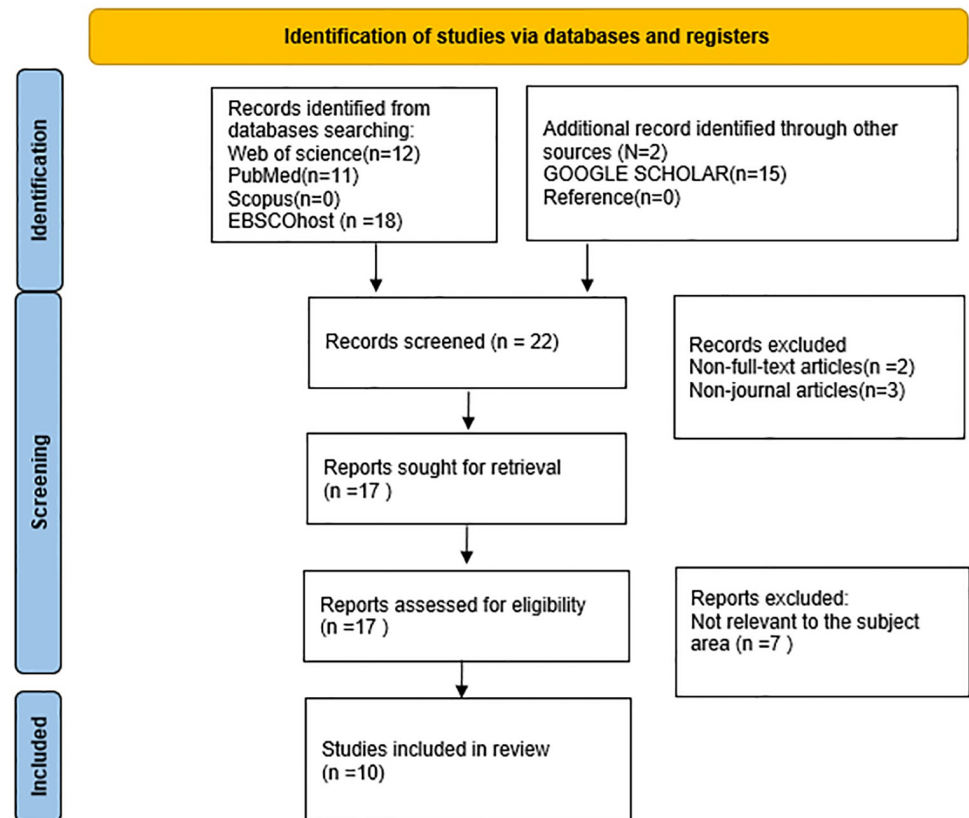 Identification of studies via databases and registers
Identification
Records identified from
databases searching:
Web of science(n=12)
PubMed(n=11)
Scopus(n=0)
EBSCOhost (n =18)
Additional record identified through other
sources (N=2)
GOOGLE SCHOLAR(n=15)
Reference(n=0)
Screening
Records screened (n = 22)
Records excluded
Non-full-text articles(n =2)
Non-journal articles(n=3)
Reports sought for retrieval
(n =17 )
Reports assessed for eligibility
(n =17 )
Reports excluded:
Not relevant to the subject
area (n =7 )
Included
Studies included in review
(n =10)